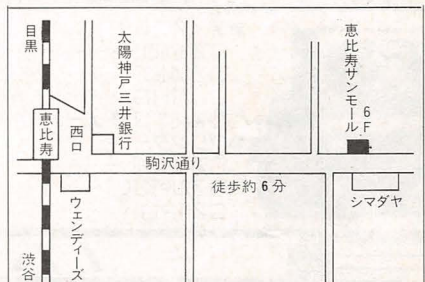 目黒
太陽神戸三井銀行
恵比寿サンモール
6F
恵比寿
西口
駒沢通り
徒歩約6分
シマダヤ
ウェンディーズ
渋谷